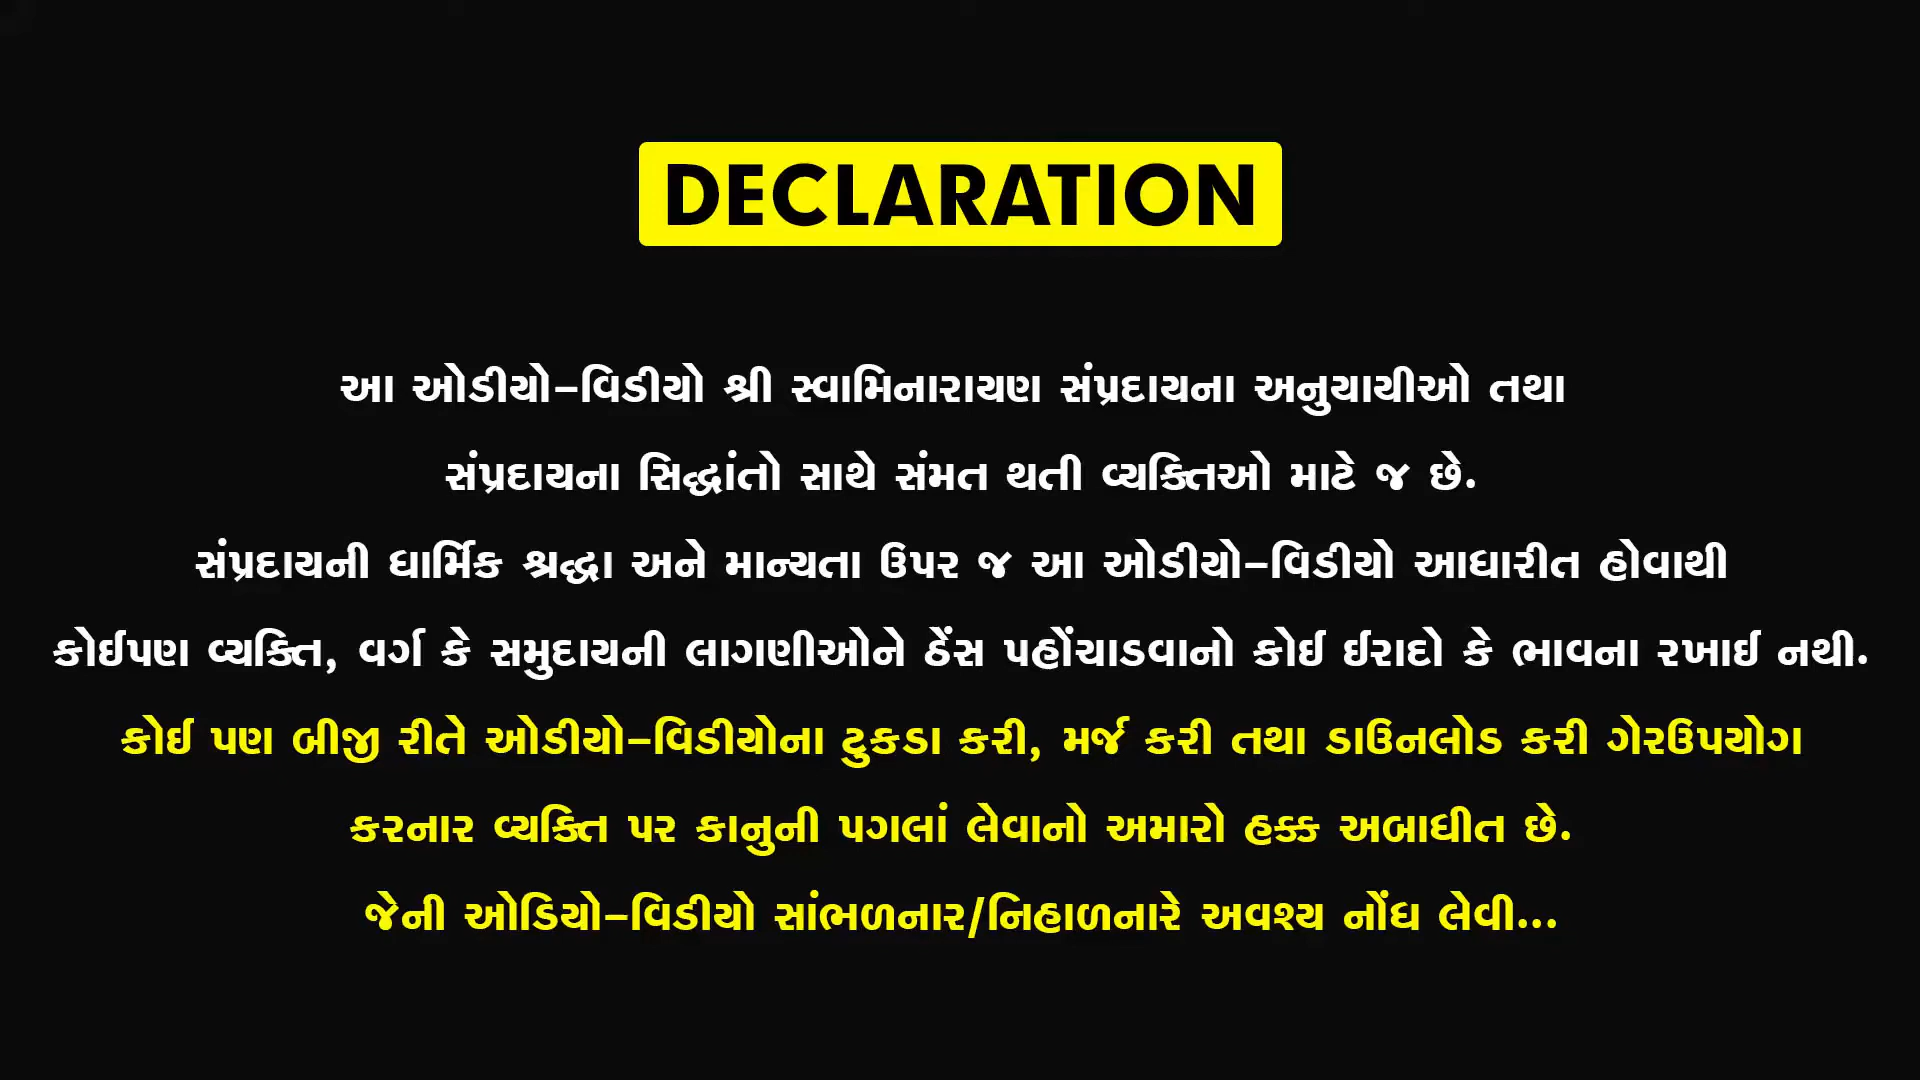 DECLARATION
આ ઓડીયો-વિડીયો શ્રી સ્વામિનારાયણ સંપ્રદાયના અનુયાયીઓ તથા
સંપ્રદાયના સિદ્ધાંતો સાથે સંમત થતી વ્યક્તિઓ માટે જ છે.
સંપ્રદાયની ધાર્મિક શ્રદ્ધા અને માન્યતા ઉપર જ આ ઓડીયો-વિડીયો આધારીત હોવાથી
કોઈપણ વ્યક્તિ, વર્ગ કે સમુદાયની લાગણીઓને ઠેંસ પહોંચાડવાનો કોઈ ઈરાદો કે ભાવના રખાઈ નથી.
કોઈ પણ બીજી રીતે ઓડીયો-વિડીયોના ટુકડા કરી, મર્જ કરી તથા ડાઉનલોડ કરી ગેરઉપયોગ
કરનાર વ્યક્તિ પર કાનુની પગલાં લેવાનો અમારો હક્ક અબાધીત છે.
જેની ઓડિયો-વિડીયો સાંભળનાર/નિહાળનારે અવશ્ય નોંધ લેવી...